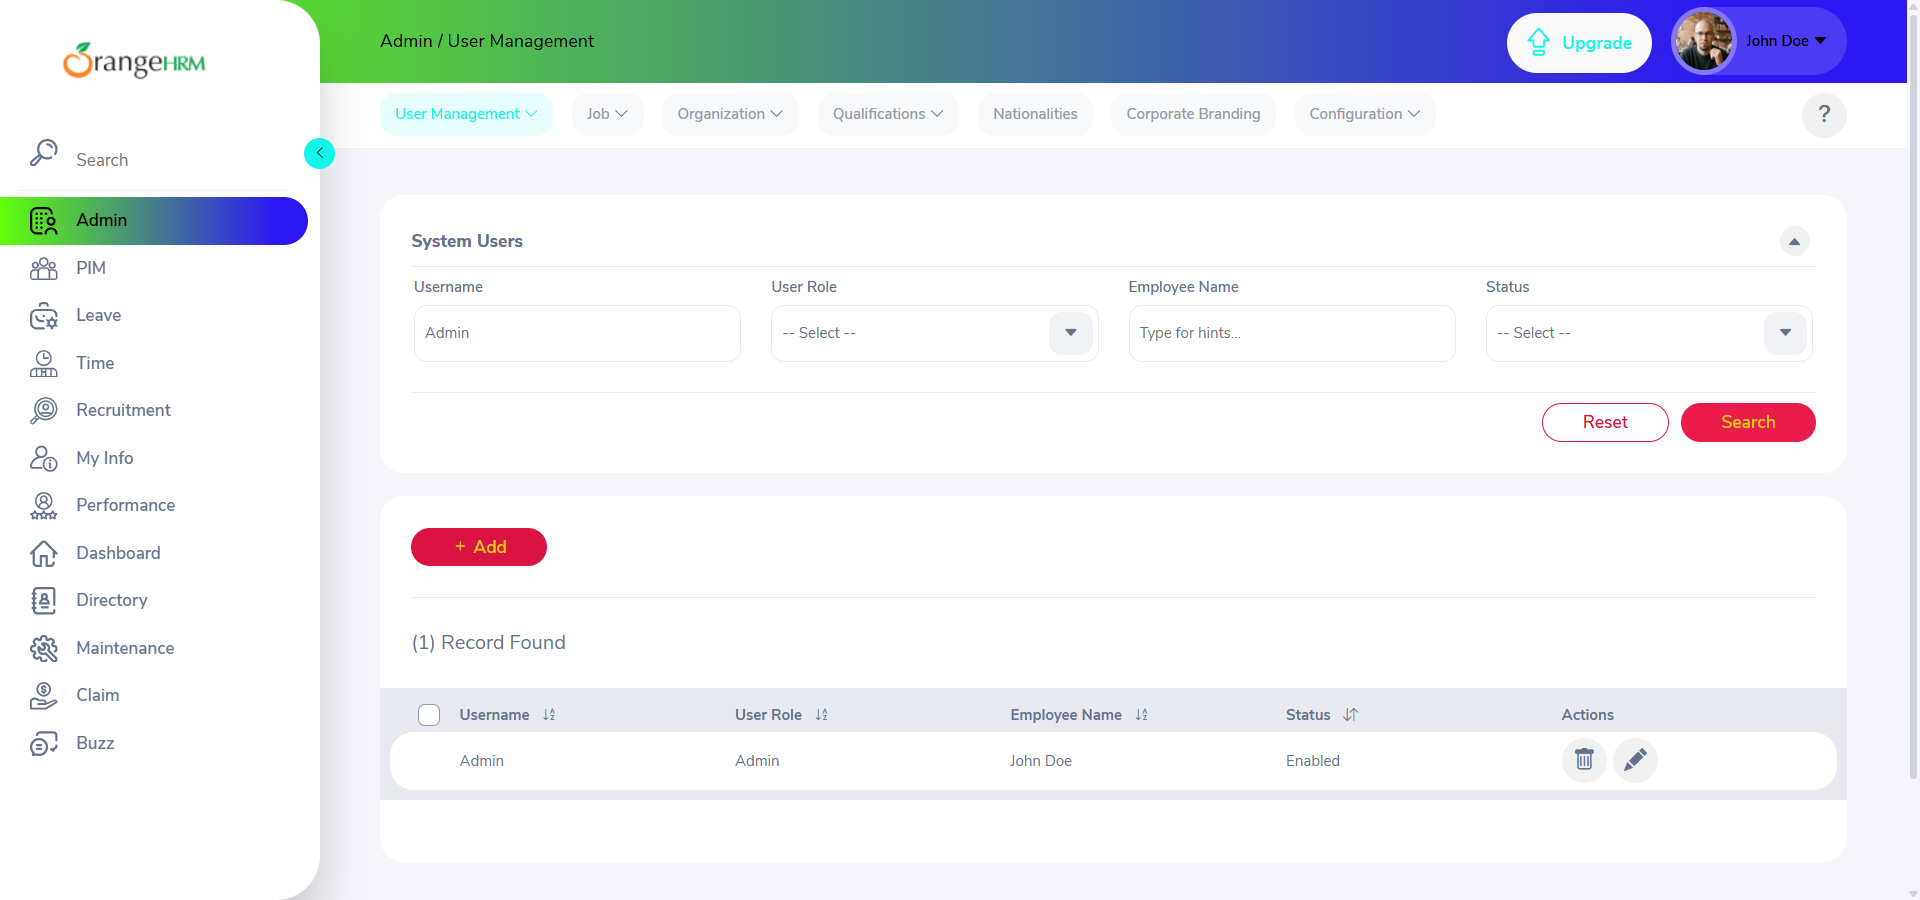 OrangeHRM
Admin / User Management
Upgrade
John Doe
User Management
Job
Organization
Qualifications
Nationalities
Corporate Branding
Configuration
?
Search
Admin
PIM
Leave
Time
Recruitment
My Info
Performance
Dashboard
Directory
Maintenance
Claim
Buzz
System Users
Username
User Role
Employee Name
Status
Admin
-- Select --
Type for hints...
-- Select --
Reset
Search
+ Add
(1) Record Found
Username
User Role
Employee Name
Status
Actions
Admin
Admin
John Doe
Enabled